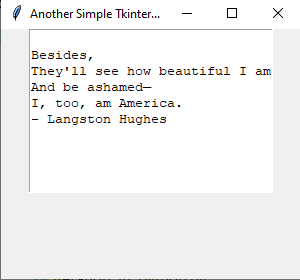 Another Simple Tkinter...
Besides,
They'll see how beautiful I am
And be ashamed—
I, too, am America.
- Langston Hughes